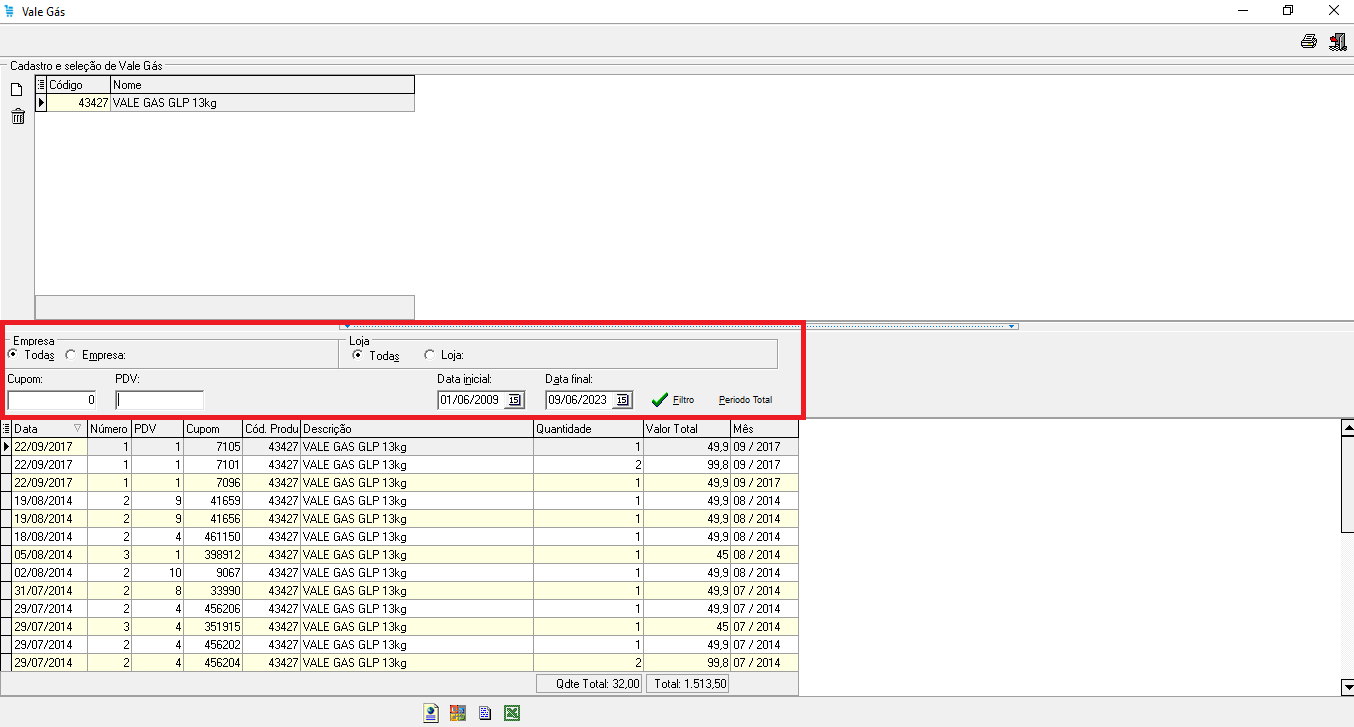 Vale Gás
Cadastro e seleção de Vale Gás
Código Nome
43427 VALE GAS GLP 13kg
Empresa Loja
Todas Empresa: Todas Loja:
Cupom: PDV: Data inicial: Data final:
0 01/06/2009 15 09/06/2023 15 Filtro Periodo Total
Data Número PDV Cupom Cód. Produ Descrição Quantidade Valor Total Mês
22/09/2017 1 1 7105 43427 VALE GAS GLP 13kg 1 49,9 09 / 2017
22/09/2017 1 1 7101 43427 VALE GAS GLP 13kg 2 99,8 09 / 2017
22/09/2017 1 1 7096 43427 VALE GAS GLP 13kg 1 49,9 09 / 2017
19/08/2014 2 9 41659 43427 VALE GAS GLP 13kg 1 49,9 08 / 2014
19/08/2014 2 9 41656 43427 VALE GAS GLP 13kg 1 49,9 08 / 2014
18/08/2014 2 4 461150 43427 VALE GAS GLP 13kg 1 49,9 08 / 2014
05/08/2014 3 1 398912 43427 VALE GAS GLP 13kg 1 45 08 / 2014
02/08/2014 2 10 9067 43427 VALE GAS GLP 13kg 1 49,9 08 / 2014
31/07/2014 2 8 33990 43427 VALE GAS GLP 13kg 1 49,9 07 / 2014
29/07/2014 2 4 456206 43427 VALE GAS GLP 13kg 1 49,9 07 / 2014
29/07/2014 3 4 351915 43427 VALE GAS GLP 13kg 1 45 07 / 2014
29/07/2014 2 4 456202 43427 VALE GAS GLP 13kg 1 49,9 07 / 2014
29/07/2014 2 4 456204 43427 VALE GAS GLP 13kg 2 99,8 07 / 2014
Qdte Total: 32,00 Total: 1.513,50